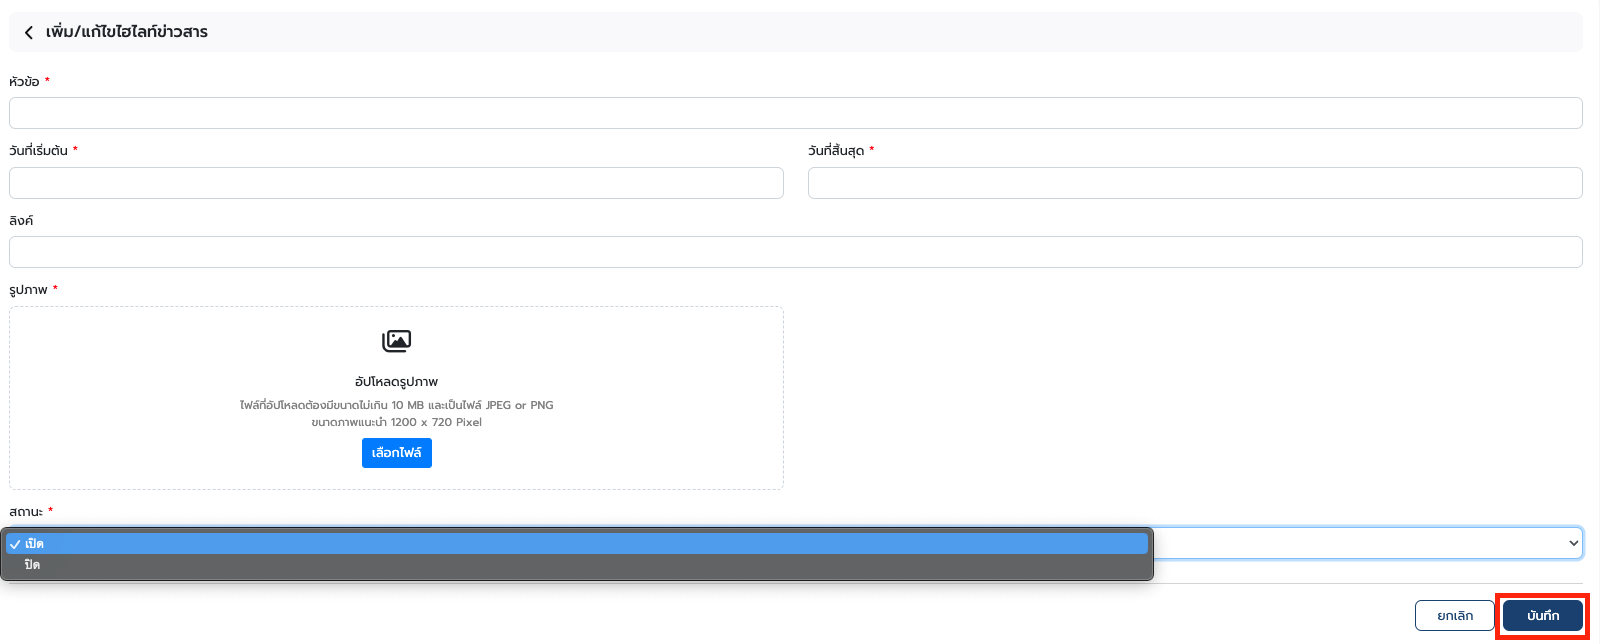 เพิ่ม/แก้ไขไฮไลท์ข่าวสาร
หัวข้อ *
วันที่เริ่มต้น *
วันที่สิ้นสุด *
ลิงค์
รูปภาพ *
อัปโหลดรูปภาพ
ไฟล์ที่อัปโหลดต้องมีขนาดไม่เกิน 10 MB และเป็นไฟล์ JPEG or PNG
ขนาดภาพแนะนำ 1200 x 720 Pixel
เลือกไฟล์
สถานะ *
✓ เปิด
ปิด
ยกเลิก
บันทึก